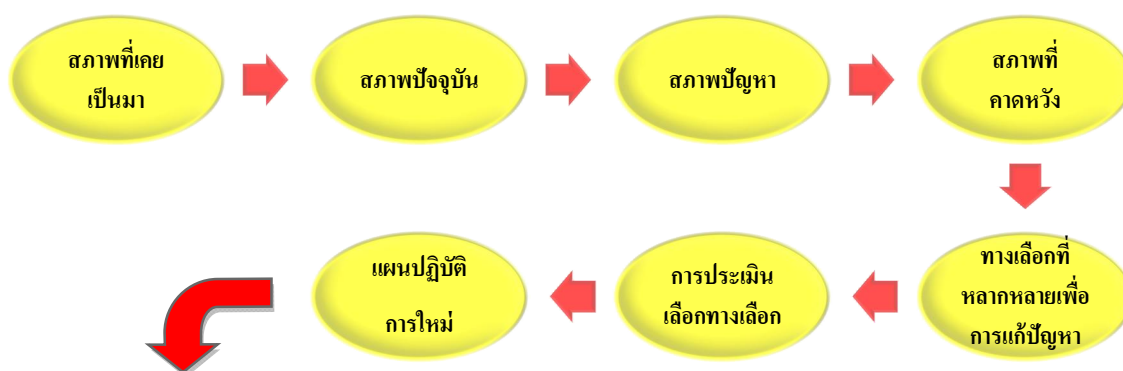 สภาพที่เคย
เป็นมา
สภาพปัจจุบัน
สภาพปัญหา
สภาพที่
คาดหวัง
ทางเลือกที่
หลากหลายเพื่อ
การแก้ปัญหา
การประเมิน
เลือกทางเลือก
แผนปฏิบัติ
การใหม่